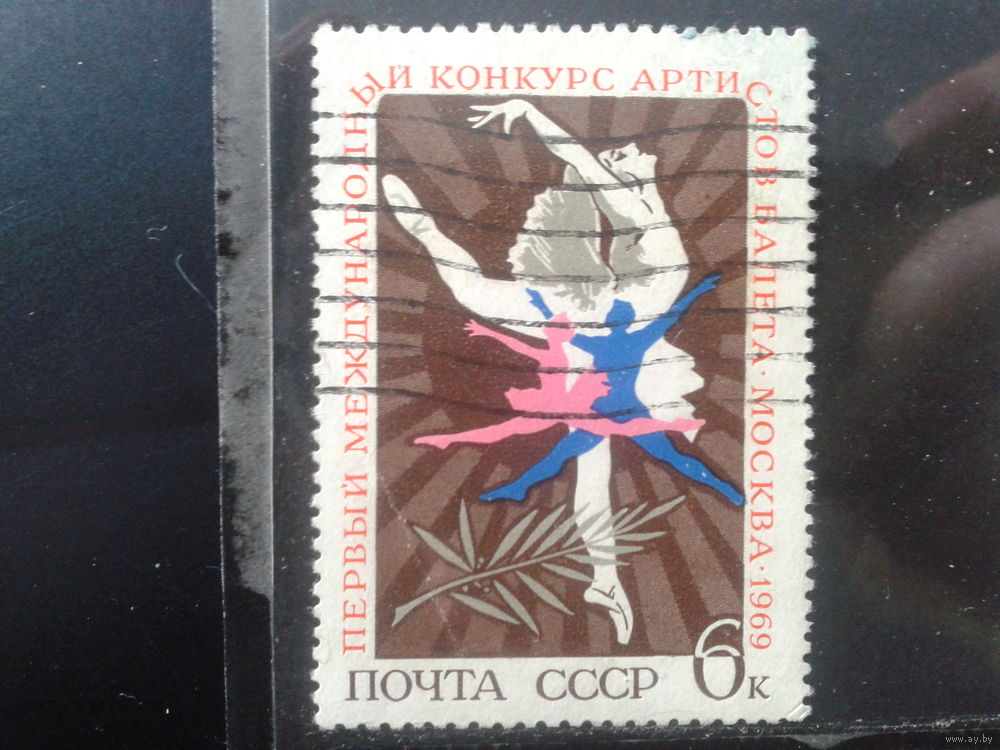 ПЕРВЫЙ МЕЖДУНАРОДНЫЙ КОНКУРС АРТИСТОВ БАЛЕТА · МОСКВА · 1969
ПОЧТА СССР 6к
www.ay.by